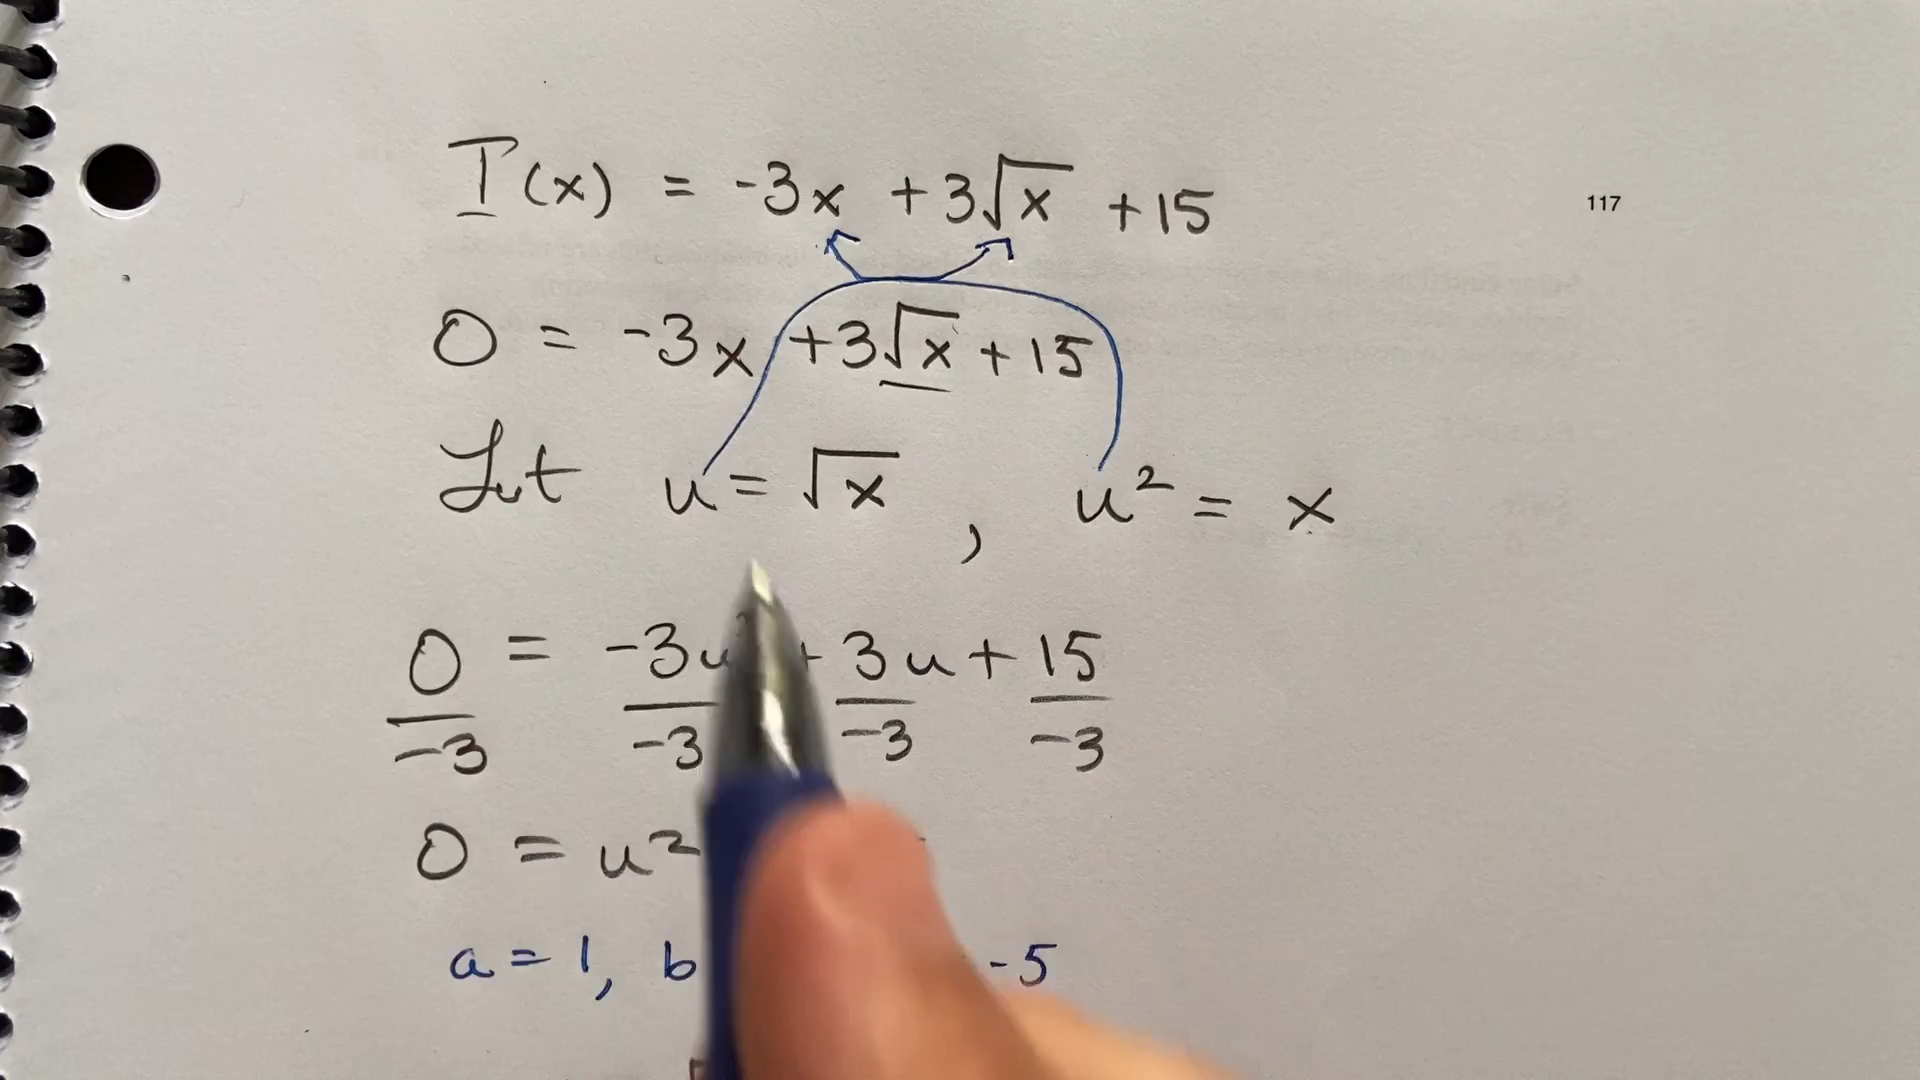 I(x) = -3x + 3√x + 15
117
0 = -3x + 3√x + 15
Let u = √x , u² = x
0 = -3u + 3u + 15
-3 -3 -3 -3
0 = u²
a = 1, b -5